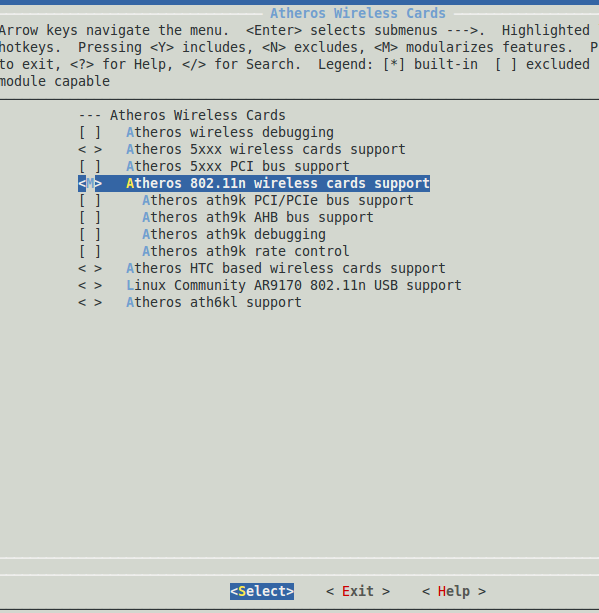 Atheros Wireless Cards
Arrow keys navigate the menu.  <Enter> selects submenus --->.  Highlighted
hotkeys.  Pressing <Y> includes, <N> excludes, <M> modularizes features.  P
to exit, <?> for Help, </> for Search.  Legend: [*] built-in  [ ] excluded
module capable
--- Atheros Wireless Cards
[ ]   Atheros wireless debugging
< >   Atheros 5xxx wireless cards support
[ ]   Atheros 5xxx PCI bus support
<M>   Atheros 802.11n wireless cards support
[ ]     Atheros ath9k PCI/PCIe bus support
[ ]     Atheros ath9k AHB bus support
[ ]     Atheros ath9k debugging
[ ]     Atheros ath9k rate control
< >   Atheros HTC based wireless cards support
< >   Linux Community AR9170 802.11n USB support
< >   Atheros ath6kl support
<Select>    < Exit >    < Help >